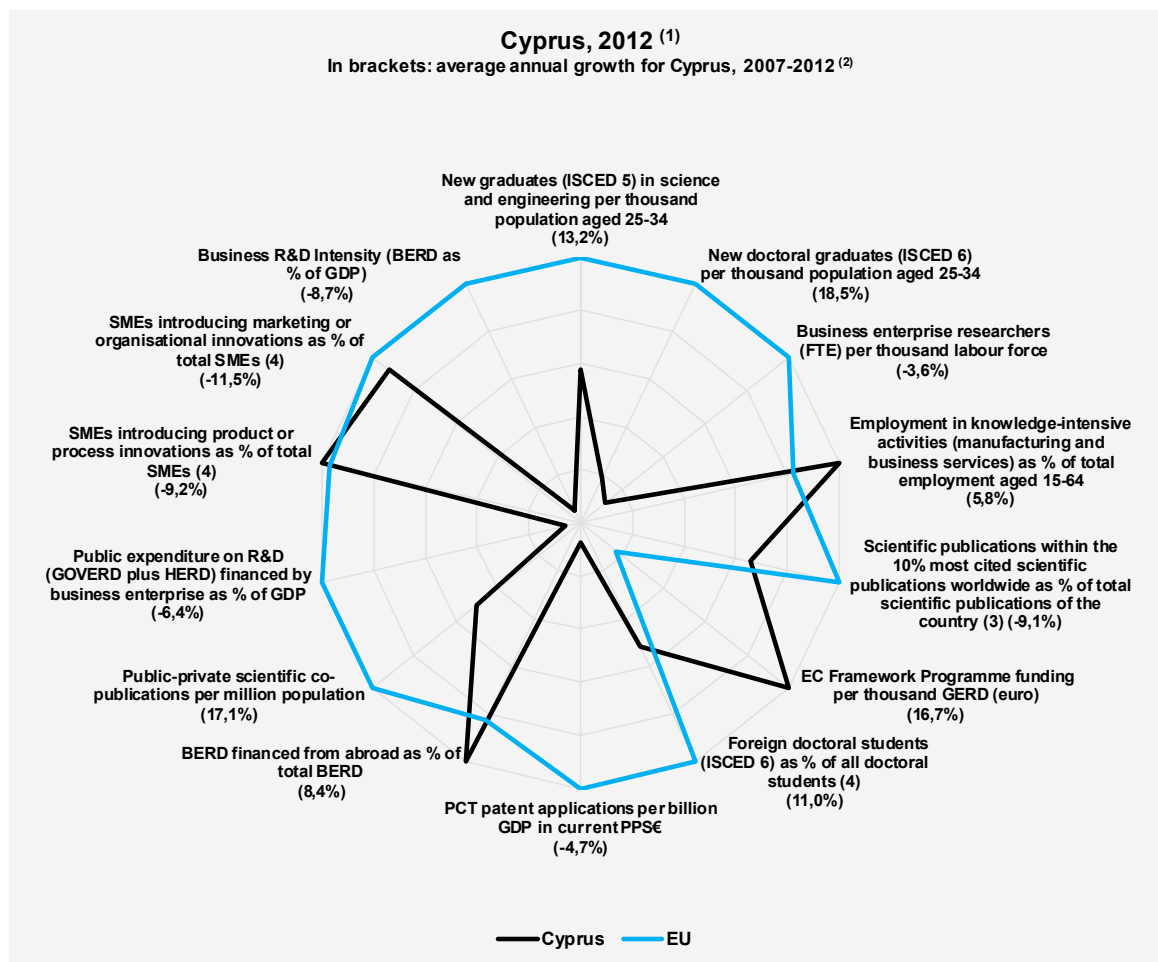 Cyprus, 2012 (1)
In brackets: average annual growth for Cyprus, 2007-2012 (2)
New graduates (ISCED 5) in science
and engineering per thousand
population aged 25-34
(13,2%)
New doctoral graduates (ISCED 6)
per thousand population aged 25-34
(18,5%)
Business enterprise researchers
(FTE) per thousand labour force
(-3,6%)
Employment in knowledge-intensive
activities (manufacturing and
business services) as % of total
employment aged 15-64
(5,8%)
Scientific publications within the
10% most cited scientific
publications worldwide as % of total
scientific publications of the
country (3) (-9,1%)
EC Framework Programme funding
per thousand GERD (euro)
(16,7%)
Foreign doctoral students
(ISCED 6) as % of all doctoral
students (4)
(11,0%)
PCT patent applications per billion
GDP in current PPS€
(-4,7%)
BERD financed from abroad as % of
total BERD
(8,4%)
Public-private scientific co-
publications per million population
(17,1%)
Public expenditure on R&D
(GOVERD plus HERD) financed by
business enterprise as % of GDP
(-6,4%)
SMEs introducing product or
process innovations as % of total
SMEs (4)
(-9,2%)
SMEs introducing marketing or
organisational innovations as % of
total SMEs (4)
(-11,5%)
Business R&D Intensity (BERD as
% of GDP)
(-8,7%)
Cyprus
EU